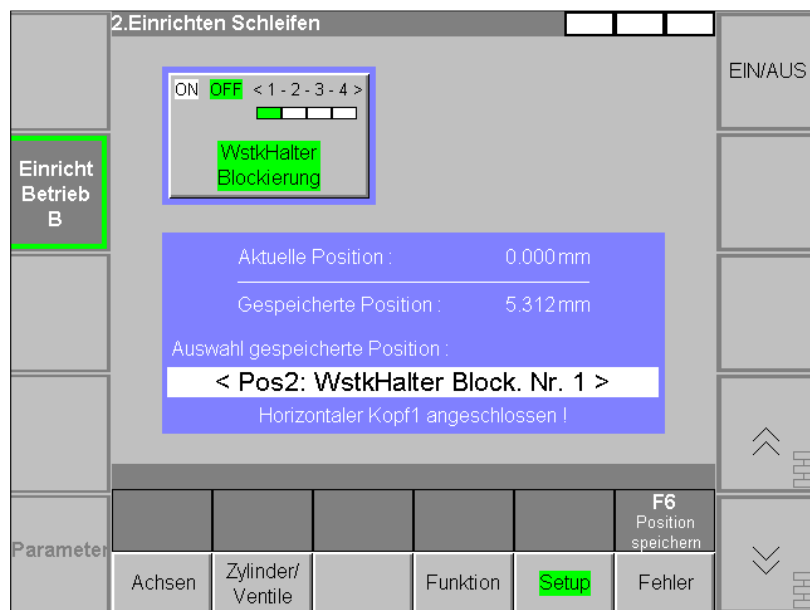 2.Einrichten Schleifen
EIN/AUS
ON OFF < 1 - 2 - 3 - 4 >
WstkHalter
Blockierung
Einricht
Betrieb
B
Aktuelle Position : 0.000 mm
Gespeicherte Position : 5.312 mm
Auswahl gespeicherte Position :
< Pos2: WstkHalter Block. Nr. 1 >
Horizontaler Kopf1 angeschlossen !
F6
Position
speichern
Parameter
Achsen
Zylinder/
Ventile
Funktion
Setup
Fehler